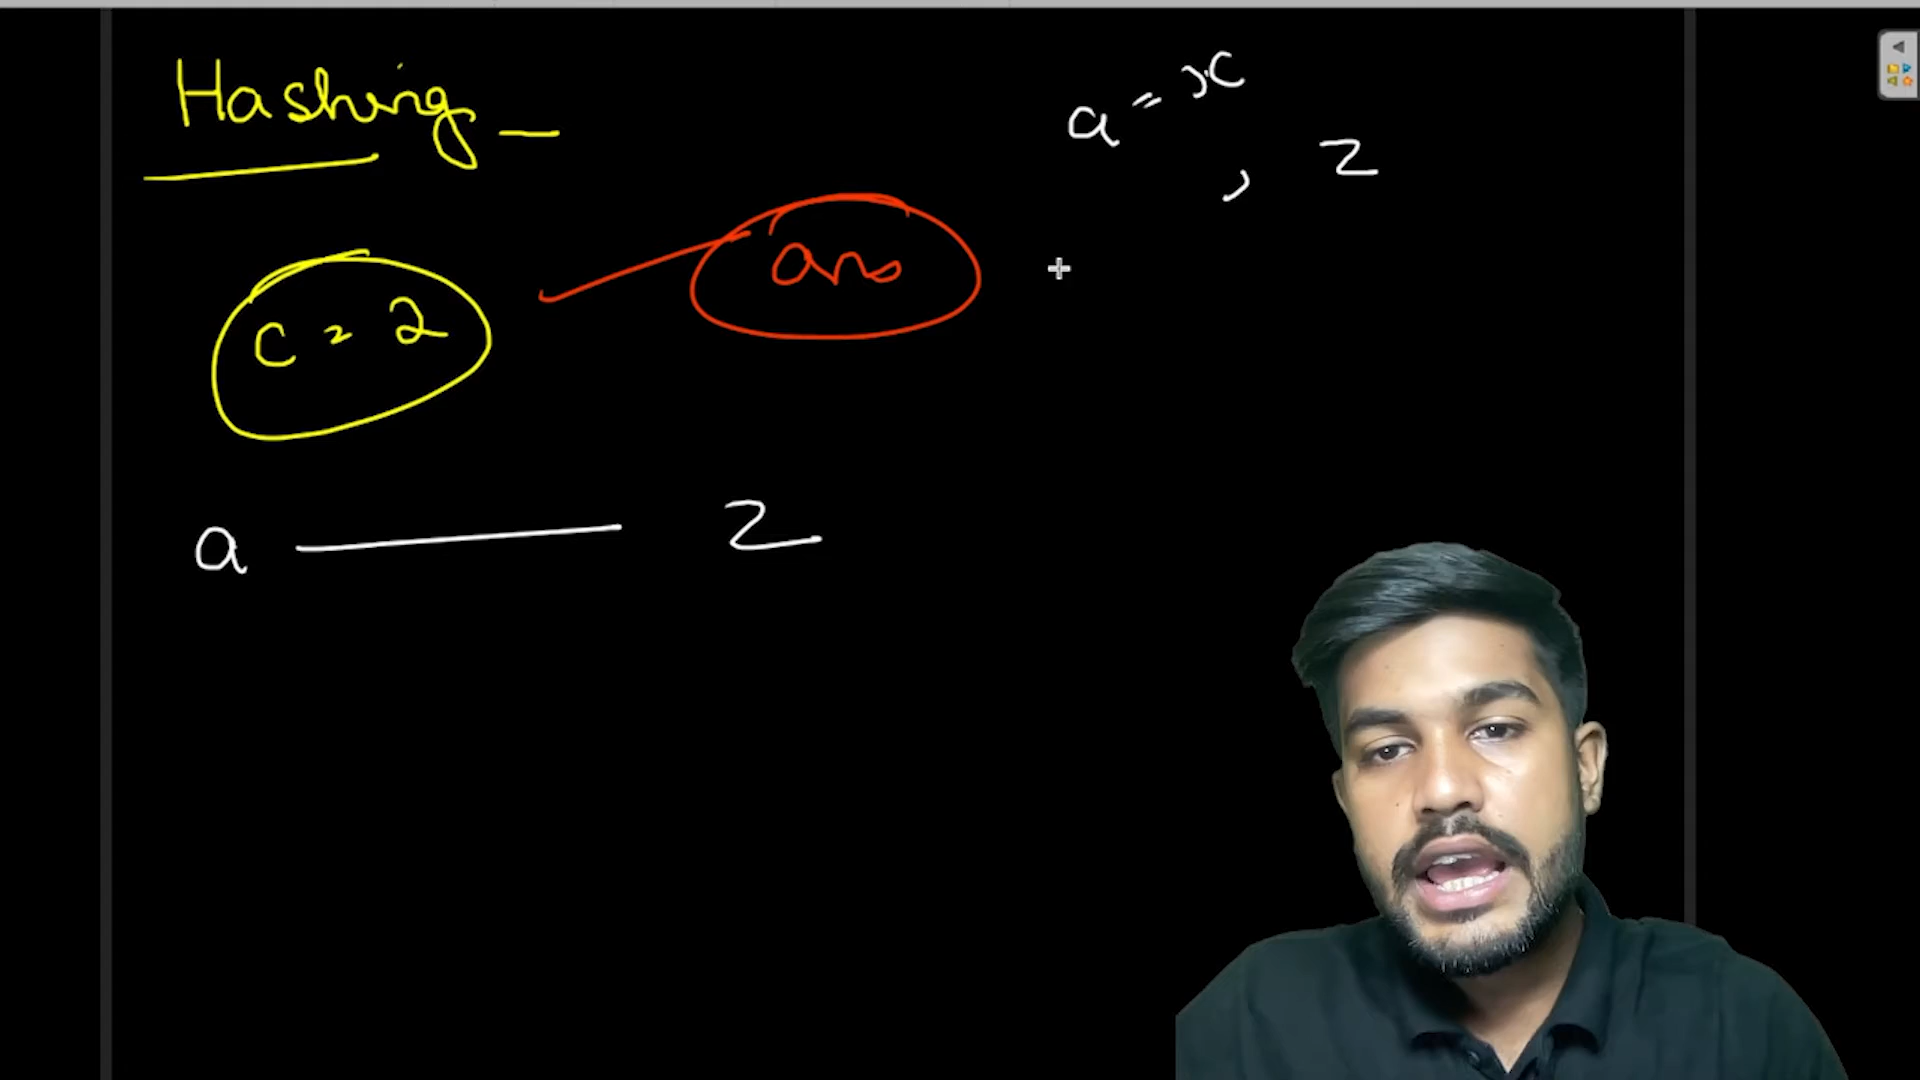 Hashing -
a = x
, z
ans
c = 2
a — z